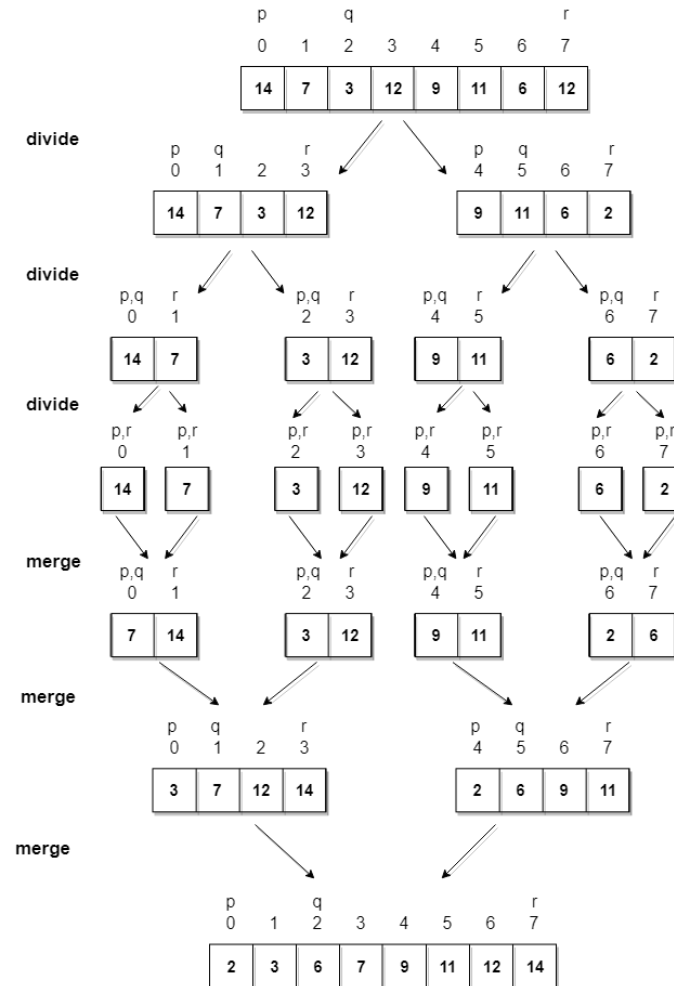 p q r
0 1 2 3 4 5 6 7
14 7 3 12 9 11 6 12
divide
p q r p q r
0 1 2 3 4 5 6 7
14 7 3 12 9 11 6 2
divide
p,q r p,q r p,q r p,q r
0 1 2 3 4 5 6 7
14 7 3 12 9 11 6 2
divide
p,r p,r p,r p,r p,r p,r p,r p,r
0 1 2 3 4 5 6 7
14 7 3 12 9 11 6 2
merge
p,q r p,q r p,q r p,q r
0 1 2 3 4 5 6 7
7 14 3 12 9 11 2 6
merge
p q r p q r
0 1 2 3 4 5 6 7
3 7 12 14 2 6 9 11
merge
p q r
0 1 2 3 4 5 6 7
2 3 6 7 9 11 12 14